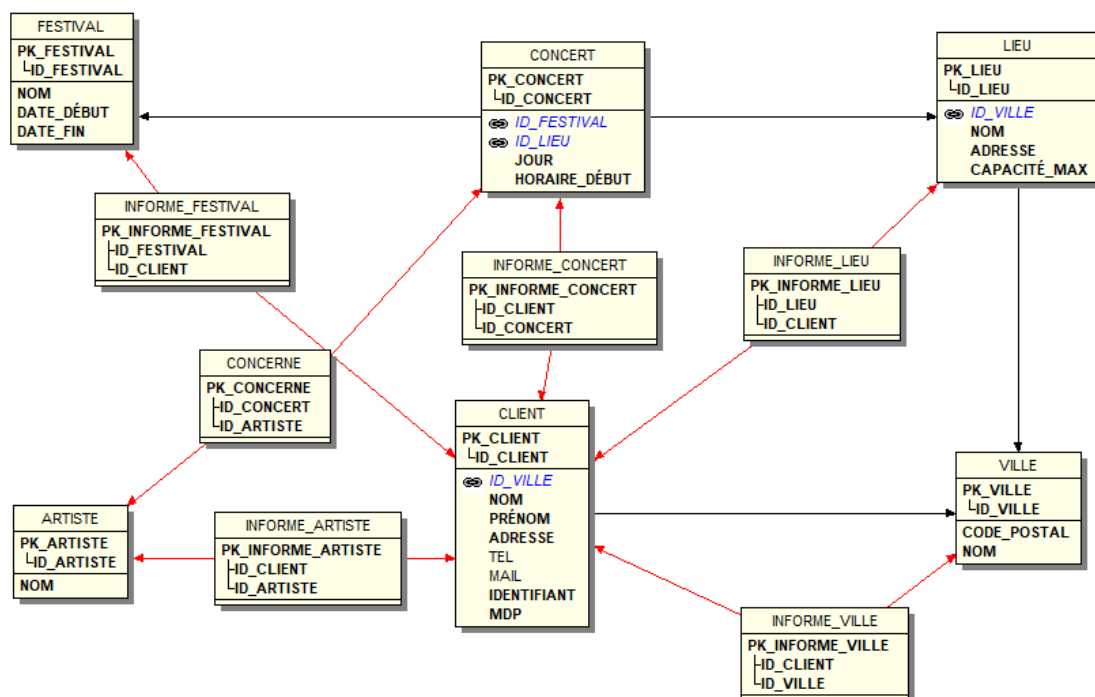 FESTIVAL
PK_FESTIVAL
ID_FESTIVAL
NOM
DATE_DÉBUT
DATE_FIN
CONCERT
PK_CONCERT
ID_CONCERT
ID_FESTIVAL
ID_LIEU
JOUR
HORAIRE_DÉBUT
LIEU
PK_LIEU
ID_LIEU
ID_VILLE
NOM
ADRESSE
CAPACITÉ_MAX
INFORME_FESTIVAL
PK_INFORME_FESTIVAL
ID_FESTIVAL
ID_CLIENT
INFORME_CONCERT
PK_INFORME_CONCERT
ID_CLIENT
ID_CONCERT
INFORME_LIEU
PK_INFORME_LIEU
ID_LIEU
ID_CLIENT
CONCERNE
PK_CONCERNE
ID_CONCERT
ID_ARTISTE
CLIENT
PK_CLIENT
ID_CLIENT
ID_VILLE
NOM
PRÉNOM
ADRESSE
TEL
MAIL
IDENTIFIANT
MDP
VILLE
PK_VILLE
ID_VILLE
CODE_POSTAL
NOM
ARTISTE
PK_ARTISTE
ID_ARTISTE
NOM
INFORME_ARTISTE
PK_INFORME_ARTISTE
ID_CLIENT
ID_ARTISTE
INFORME_VILLE
PK_INFORME_VILLE
ID_CLIENT
ID_VILLE